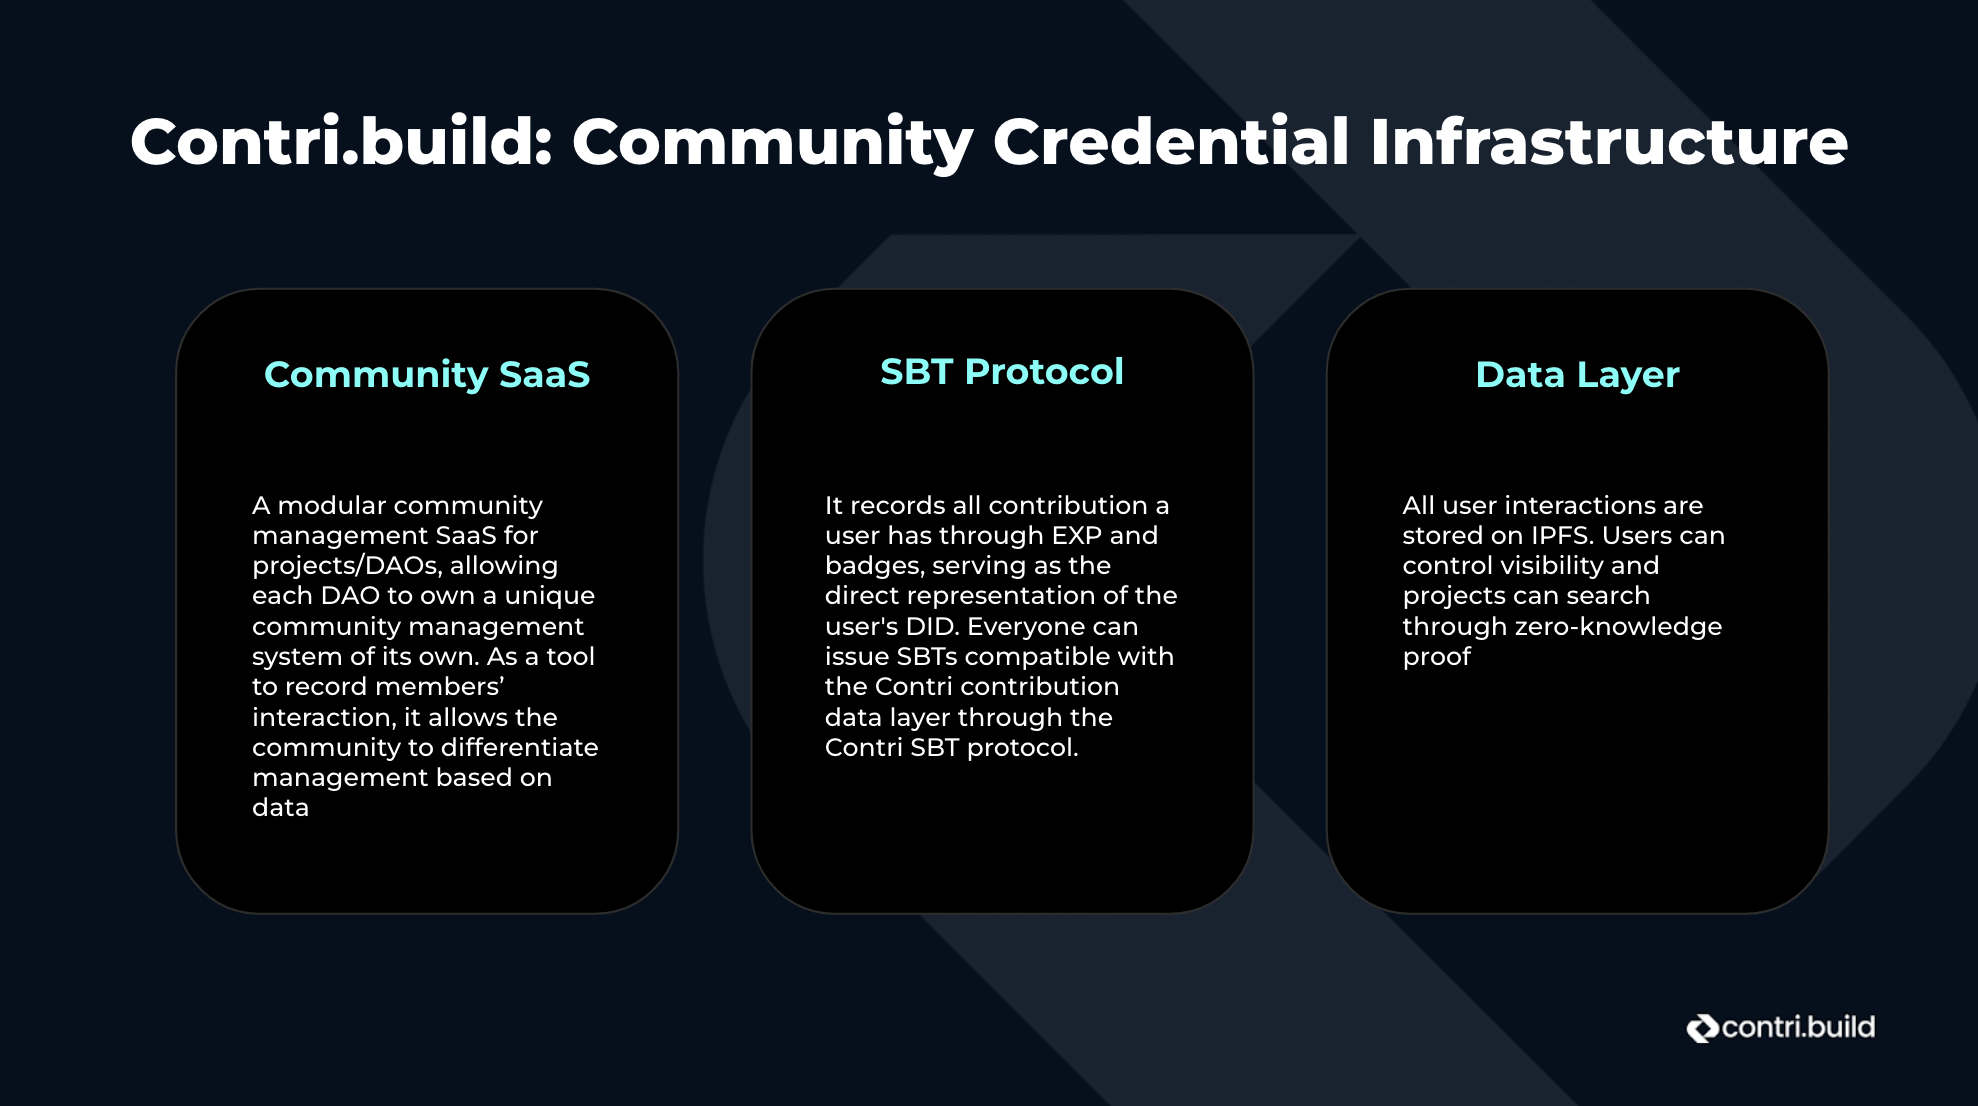 Contri.build: Community Credential Infrastructure
Community SaaS
A modular community
management SaaS for
projects/DAOs, allowing
each DAO to own a unique
community management
system of its own. As a tool
to record members’
interaction, it allows the
community to differentiate
management based on
data
SBT Protocol
It records all contribution a
user has through EXP and
badges, serving as the
direct representation of the
user's DID. Everyone can
issue SBTs compatible with
the Contri contribution
data layer through the
Contri SBT protocol.
Data Layer
All user interactions are
stored on IPFS. Users can
control visibility and
projects can search
through zero-knowledge
proof
contri.build